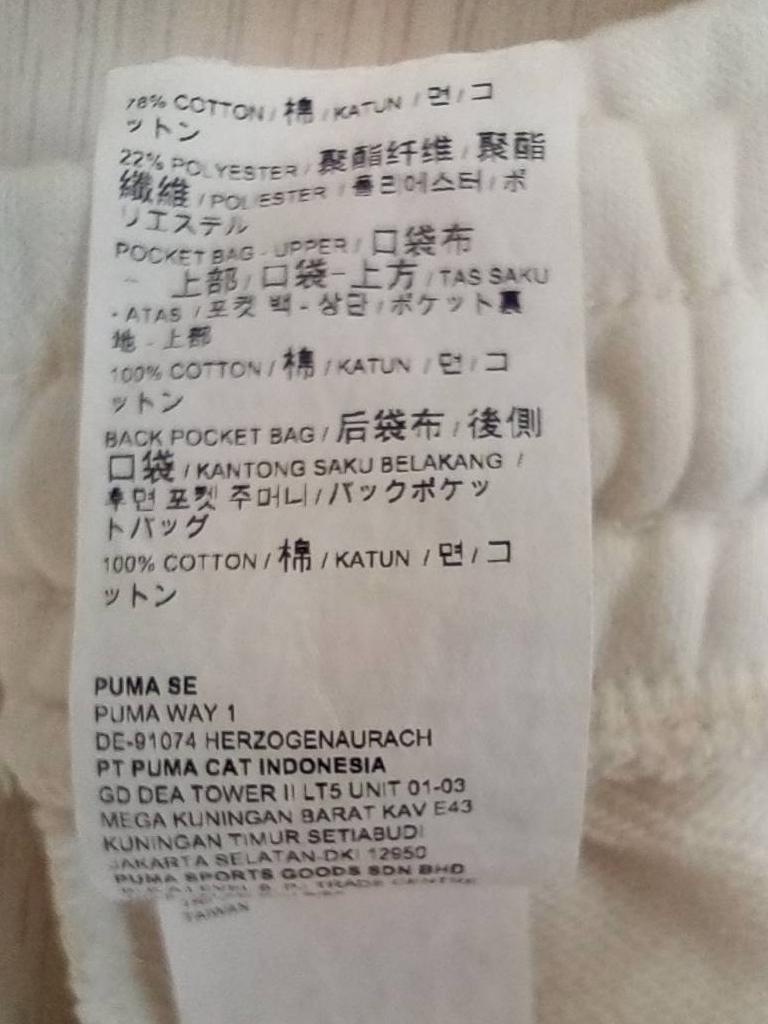 78% COTTON / 棉 / KATUN / 면 / コ
ットン
22% POLYESTER / 聚酯纤维 / 聚酯
纖維 / POLIESTER / 폴리에스터 / ポ
リエステル
POCKET BAG - UPPER / 口袋布
- 上部 / 口袋-上方 / TAS SAKU
- ATAS / 포켓 백 - 상단 / ポケット裏
地 - 上部
100% COTTON / 棉 / KATUN / 면 / コ
ットン
BACK POCKET BAG / 后袋布 / 後側
口袋 / KANTONG SAKU BELAKANG /
후면 포켓 주머니 / バックポケッ
トバッグ
100% COTTON / 棉 / KATUN / 면 / コ
ットン
PUMA SE
PUMA WAY 1
DE-91074 HERZOGENAURACH
PT PUMA CAT INDONESIA
GD DEA TOWER II LT5 UNIT 01-03
MEGA KUNINGAN BARAT KAV E43
KUNINGAN TIMUR SETIABUDI
JAKARTA SELATAN-DKI 12950
PUMA SPORTS GOODS SDN BHD
TRADE CENTRE
TAIWAN